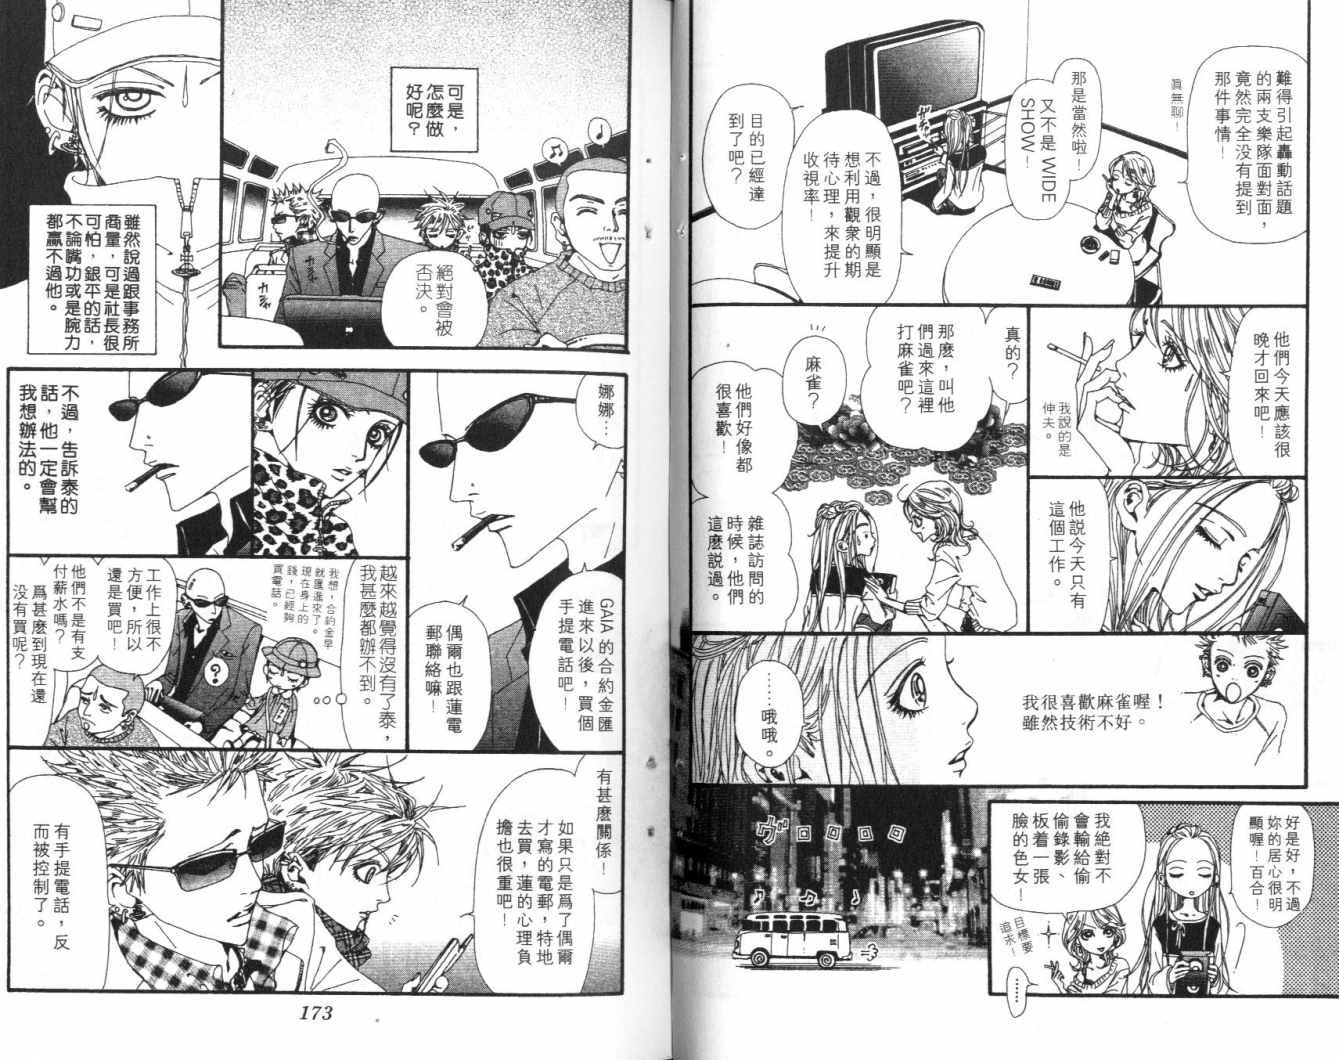 難得引起轟動話題
的兩支樂隊面對面，
竟然完全沒有提到
那件事情！
真無聊！
那是當然啦！
又不是 WIDE
SHOW！
不過，很明顯是
想利用觀衆的期
待心理，來提升
收視率！
目的已經達
到了吧？
他們今天應該很
晚才回來吧！
我說的是
伸夫。
他說今天只有
這個工作。
真的？
那麼，叫他
們過來這裡
打麻雀吧？
麻雀？
他們好像都
很喜歡！
雜誌訪問的
時候，他們
這麼説過。
我很喜歡麻雀喔！
雖然技術不好。
……哦哦。
好是好，不過
妳的居心很明
顯喔！百合！
我絕對不
會輸給偷
偷錄影、
板着一張
臉的色女！
目標要
追求！
……
ヴ回回回回
可是，
怎麼做
好呢？
絕對會被
否決。
雖然說過跟事務所
商量，可是社長很
可怕，銀平的話，
不論嘴功或是腕力
都贏不過他。
娜娜…
不過，告訴泰的
話，他一定會幫
我想辦法的。
GAIA 的合約金匯
進來以後，買個
手提電話吧！
偶爾也跟蓮電
郵聯絡嘛！
越來越覺得沒有了泰，
我甚麼都辦不到。
我想，合約金早
就匯進來了。
現在身上的
錢，已經夠
買電話。
?
工作上很不
方便，所以
還是買吧！
他們不是有支
付薪水嗎？
爲甚麼到現在還
沒有買呢？
有甚麼關係！
如果只是爲了偶爾
才寫的電郵，特地
去買，蓮的心理負
擔也很重吧！
有手提電話，反
而被控制了。
173